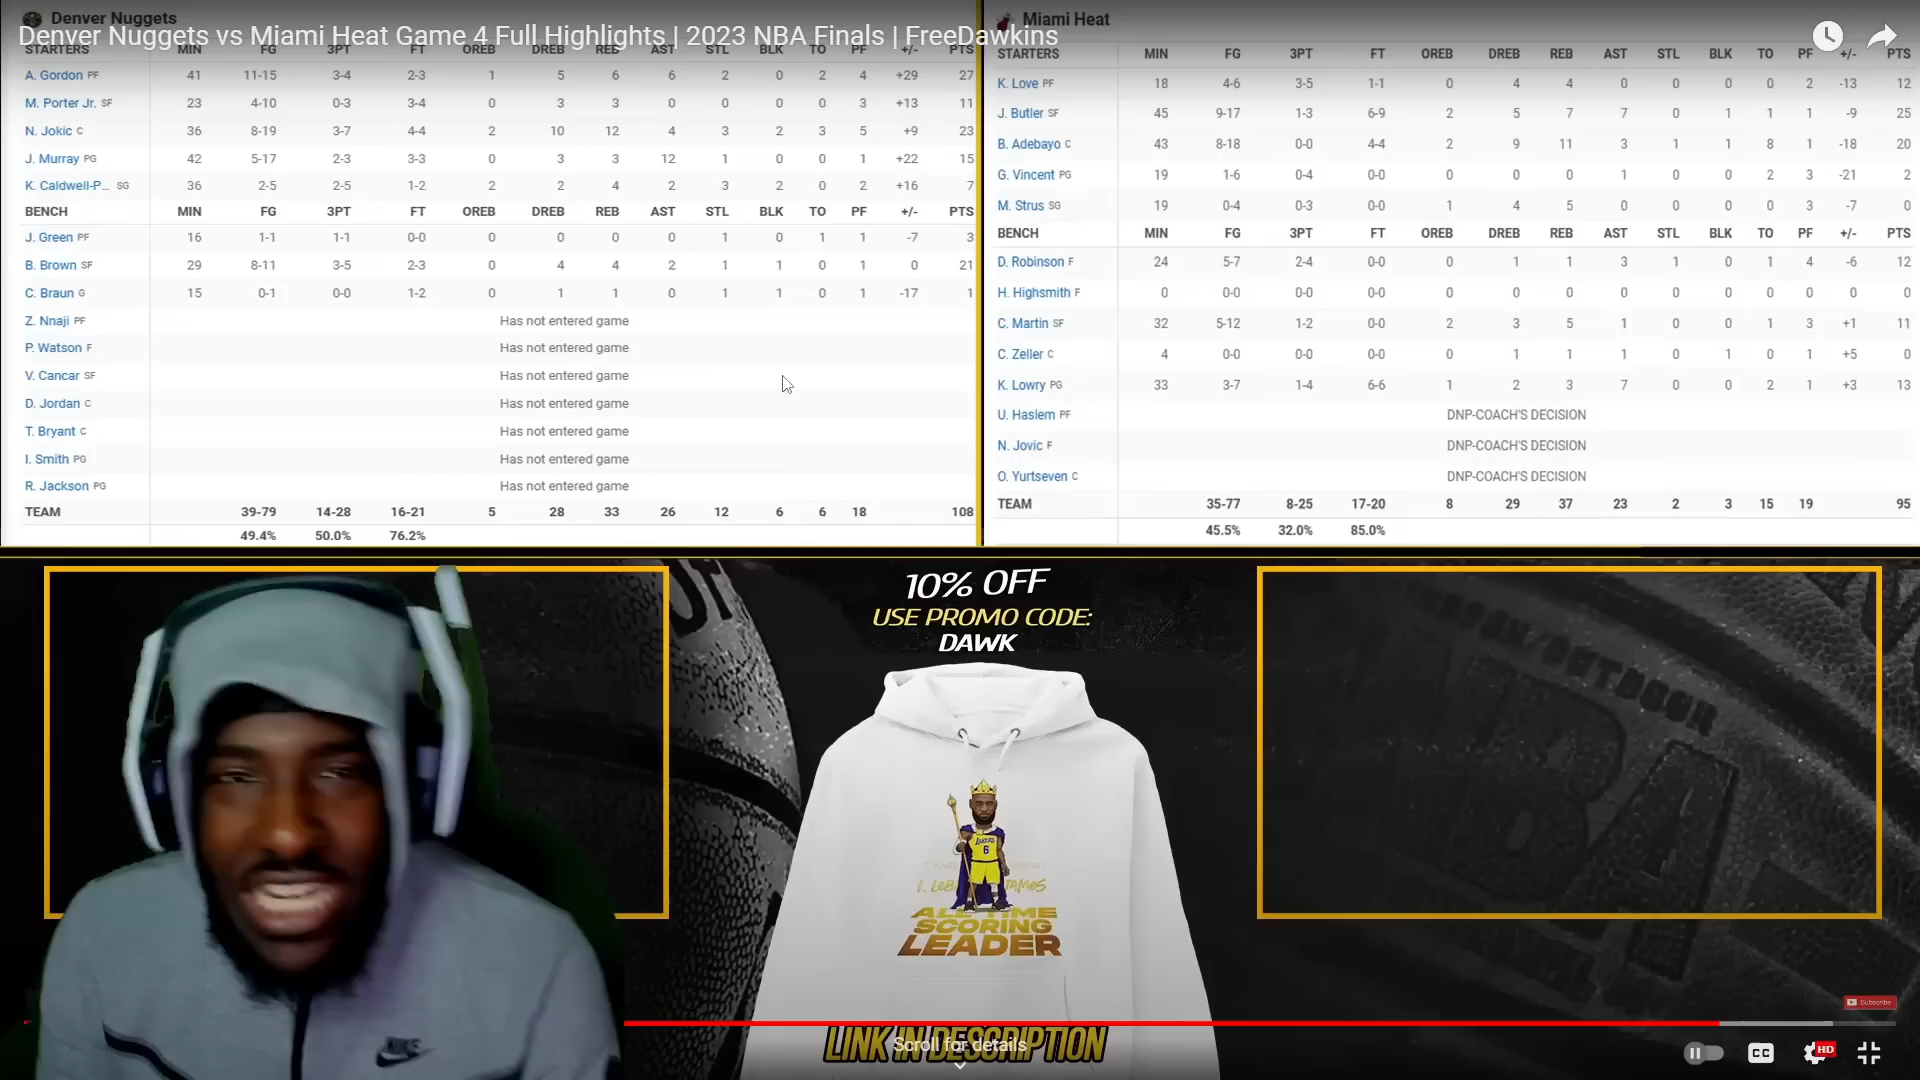 Denver Nuggets
Denver Nuggets vs Miami Heat Game 4 Full Highlights | 2023 NBA Finals | FreeDawkins
STARTERS MIN FG 3PT FT OREB DREB REB AST STL BLK TO PF +/- PTS
A. Gordon PF 41 11-15 3-4 2-3 1 5 6 6 2 0 2 4 +29 27
M. Porter Jr. SF 23 4-10 0-3 3-4 0 3 3 0 0 0 0 3 +13 11
N. Jokic C 36 8-19 3-7 4-4 2 10 12 4 3 2 3 5 +9 23
J. Murray PG 42 5-17 2-3 3-3 0 3 3 12 1 0 0 1 +22 15
K. Caldwell-P... SG 36 2-5 2-5 1-2 2 2 4 2 3 2 0 2 +16 7
BENCH MIN FG 3PT FT OREB DREB REB AST STL BLK TO PF +/- PTS
J. Green PF 16 1-1 1-1 0-0 0 0 0 0 1 0 1 1 -7 3
B. Brown SF 29 8-11 3-5 2-3 0 4 4 2 1 1 0 1 0 21
C. Braun G 15 0-1 0-0 1-2 0 1 1 0 1 1 0 1 -17 1
Z. Nnaji PF Has not entered game
P. Watson F Has not entered game
V. Cancar SF Has not entered game
D. Jordan C Has not entered game
T. Bryant C Has not entered game
I. Smith PG Has not entered game
R. Jackson PG Has not entered game
TEAM 39-79 14-28 16-21 5 28 33 26 12 6 6 18 108
49.4% 50.0% 76.2%
Miami Heat
STARTERS MIN FG 3PT FT OREB DREB REB AST STL BLK TO PF +/- PTS
K. Love PF 18 4-6 3-5 1-1 0 4 4 0 0 0 0 2 -13 12
J. Butler SF 45 9-17 1-3 6-9 2 5 7 7 0 1 1 1 -9 25
B. Adebayo C 43 8-18 0-0 4-4 2 9 11 3 1 1 8 1 -18 20
G. Vincent PG 19 1-6 0-4 0-0 0 0 0 1 0 0 2 3 -21 2
M. Strus SG 19 0-4 0-3 0-0 1 4 5 0 0 0 0 3 -7 0
BENCH MIN FG 3PT FT OREB DREB REB AST STL BLK TO PF +/- PTS
D. Robinson F 24 5-7 2-4 0-0 0 1 1 3 1 0 1 4 -6 12
H. Highsmith F 0 0-0 0-0 0-0 0 0 0 0 0 0 0 0 0 0
C. Martin SF 32 5-12 1-2 0-0 2 3 5 1 0 0 1 3 +1 11
C. Zeller C 4 0-0 0-0 0-0 0 1 1 1 0 1 0 1 +5 0
K. Lowry PG 33 3-7 1-4 6-6 1 2 3 7 0 0 2 1 +3 13
U. Haslem PF DNP-COACH'S DECISION
N. Jovic F DNP-COACH'S DECISION
O. Yurtseven C DNP-COACH'S DECISION
TEAM 35-77 8-25 17-20 8 29 37 23 2 3 15 19 95
45.5% 32.0% 85.0%
10% OFF
USE PROMO CODE:
DAWK
LAKERS
6
ALL TIME
SCORING
LEADER
NIKE
Subscribe
LINK IN DESCRIPTION
Scroll for details
CC
HD